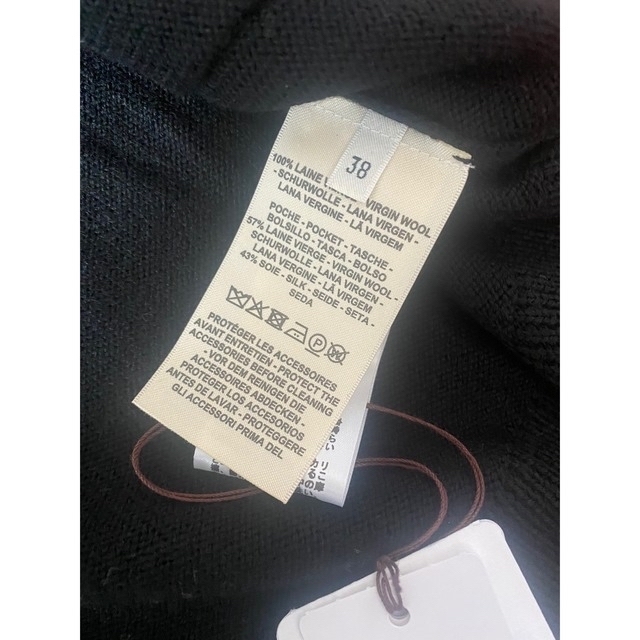 38
100% LAINE VIRGIN WOOL
- SCHURWOLLE - LANA VIRGEN -
LANA VERGINE - LÃ VIRGEM
POCHE - POCKET - TASCHE -
BOLSILLO - TASCA - BOLSO
57% LAINE VIERGE - VIRGIN WOOL -
SCHURWOLLE - LANA VIRGEN -
LANA VERGINE - LÃ VIRGEM
43% SOIE - SILK - SEIDE - SETA -
SEDA
P
PROTÉGER LES ACCESSOIRES
AVANT ENTRETIEN - PROTECT THE
ACCESSORIES BEFORE CLEANING
- VOR DEM REINIGEN DIE
ACCESSOIRES ABDECKEN -
PROTEGER LOS ACCESORIOS
ANTES DE LAVAR - PROTEGGERE
GLI ACCESSORI PRIMA DEL